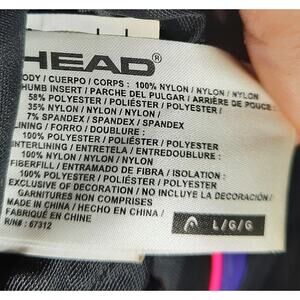 HEAD®
BODY / CUERPO / CORPS : 100% NYLON / NYLON / NYLON
THUMB INSERT / PARCHE DEL PULGAR / ARRIÈRE DE POUCE :
58% POLYESTER / POLIÉSTER / POLYESTER /
35% NYLON / NYLON / NYLON /
7% SPANDEX / SPANDEX / SPANDEX
LINING / FORRO / DOUBLURE :
100% POLYESTER / POLIÉSTER / POLYESTER
INTERLINING / ENTRETELA / DOUBLURE :
100% NYLON / NYLON / NYLON
FIBERFILL / ENTRAMADO DE FIBRA / ISOLATION :
100% POLYESTER / POLIÉSTER / POLYESTER
EXCLUSIVE OF DECORATION / NO INCLUYE LA DECORACIÓN /
GARNITURES NON COMPRISES
MADE IN CHINA / HECHO EN CHINA /
FABRIQUÉ EN CHINE
R/N# : 67312
L/G/G